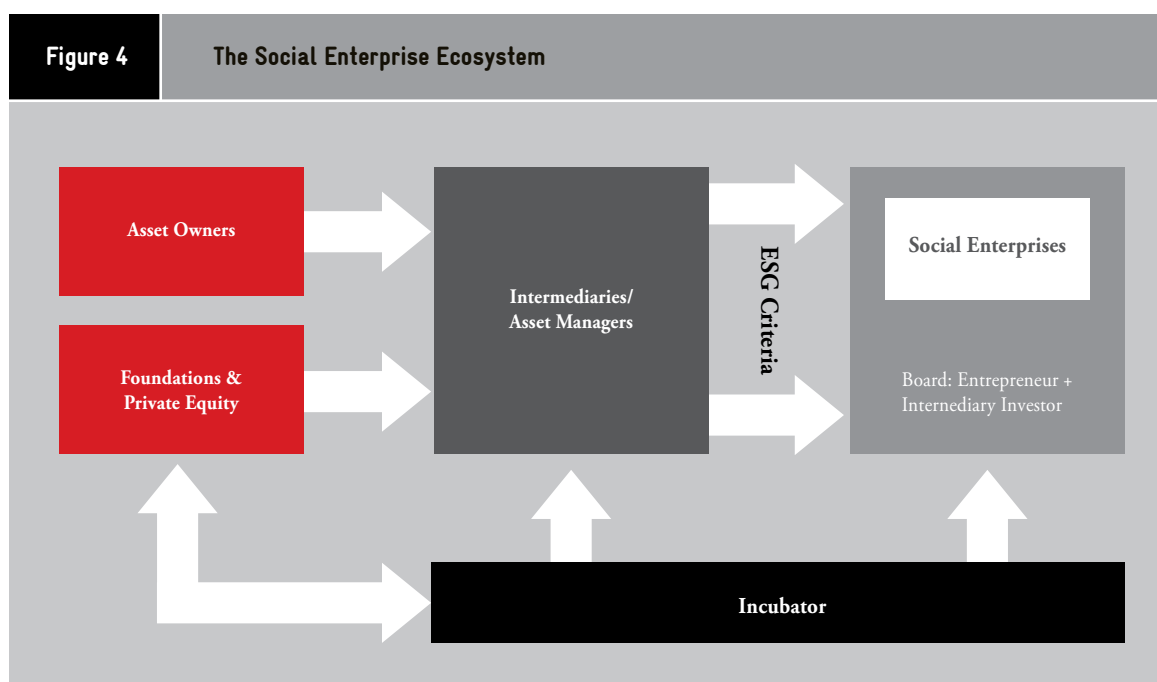 Figure 4
The Social Enterprise Ecosystem
Asset Owners
Foundations &
Private Equity
Intermediaries/
Asset Managers
ESG Criteria
Social Enterprises
Board: Entrepreneur +
Internediary Investor
Incubator